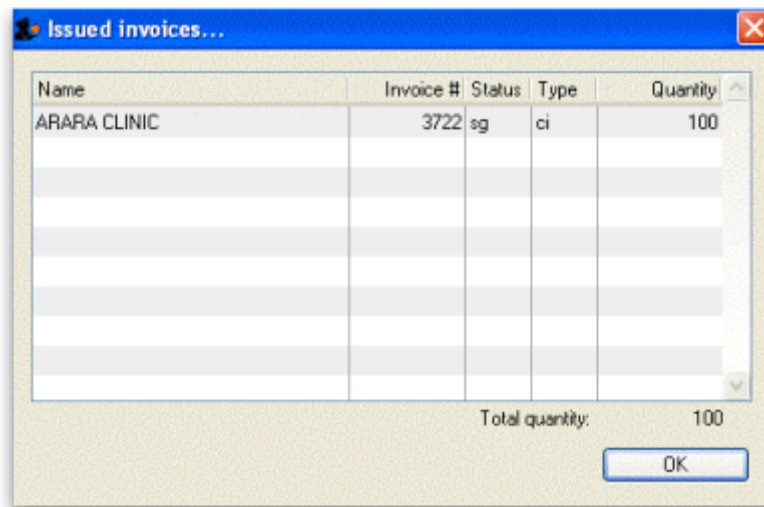 Issued invoices...
Name Invoice # Status Type Quantity
ARARA CLINIC 3722 sg ci 100
Total quantity: 100
OK